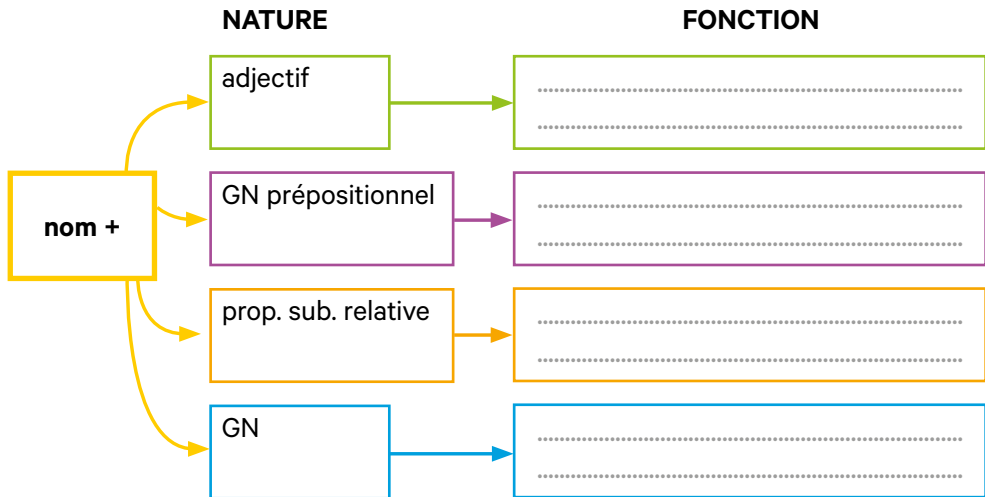 NATURE
FONCTION
nom +
adjectif
GN prépositionnel
prop. sub. relative
GN